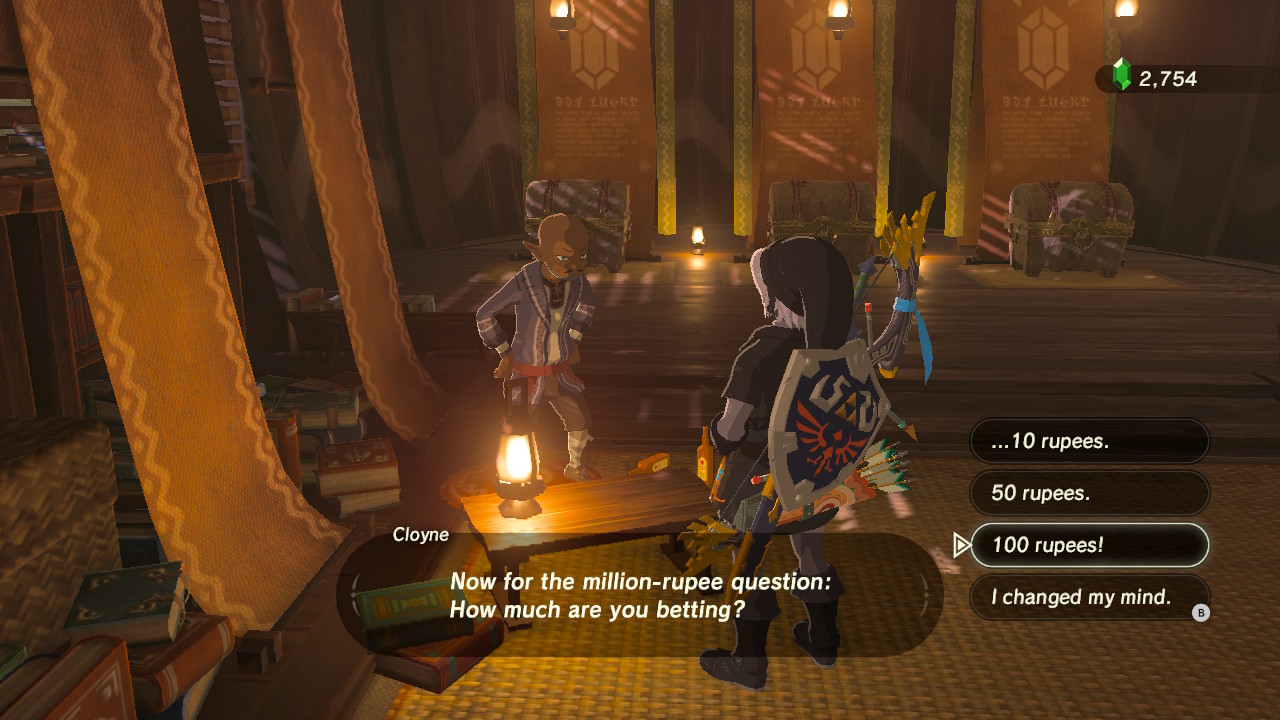 2,754
...10 rupees.
50 rupees.
100 rupees!
I changed my mind.
B
Cloyne
Now for the million-rupee question:
How much are you betting?